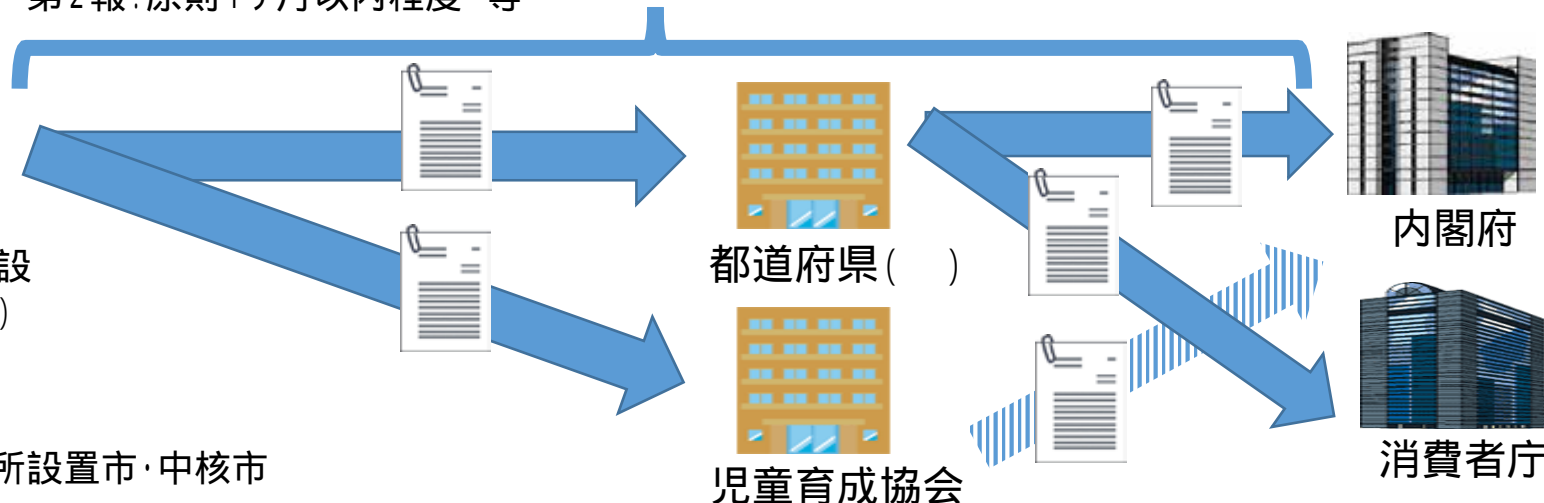 第2報:原則1ヶ月以内程度 等
内閣府
設
都道府県( )
)
消費者庁
所設置市・中核市
児童育成協会